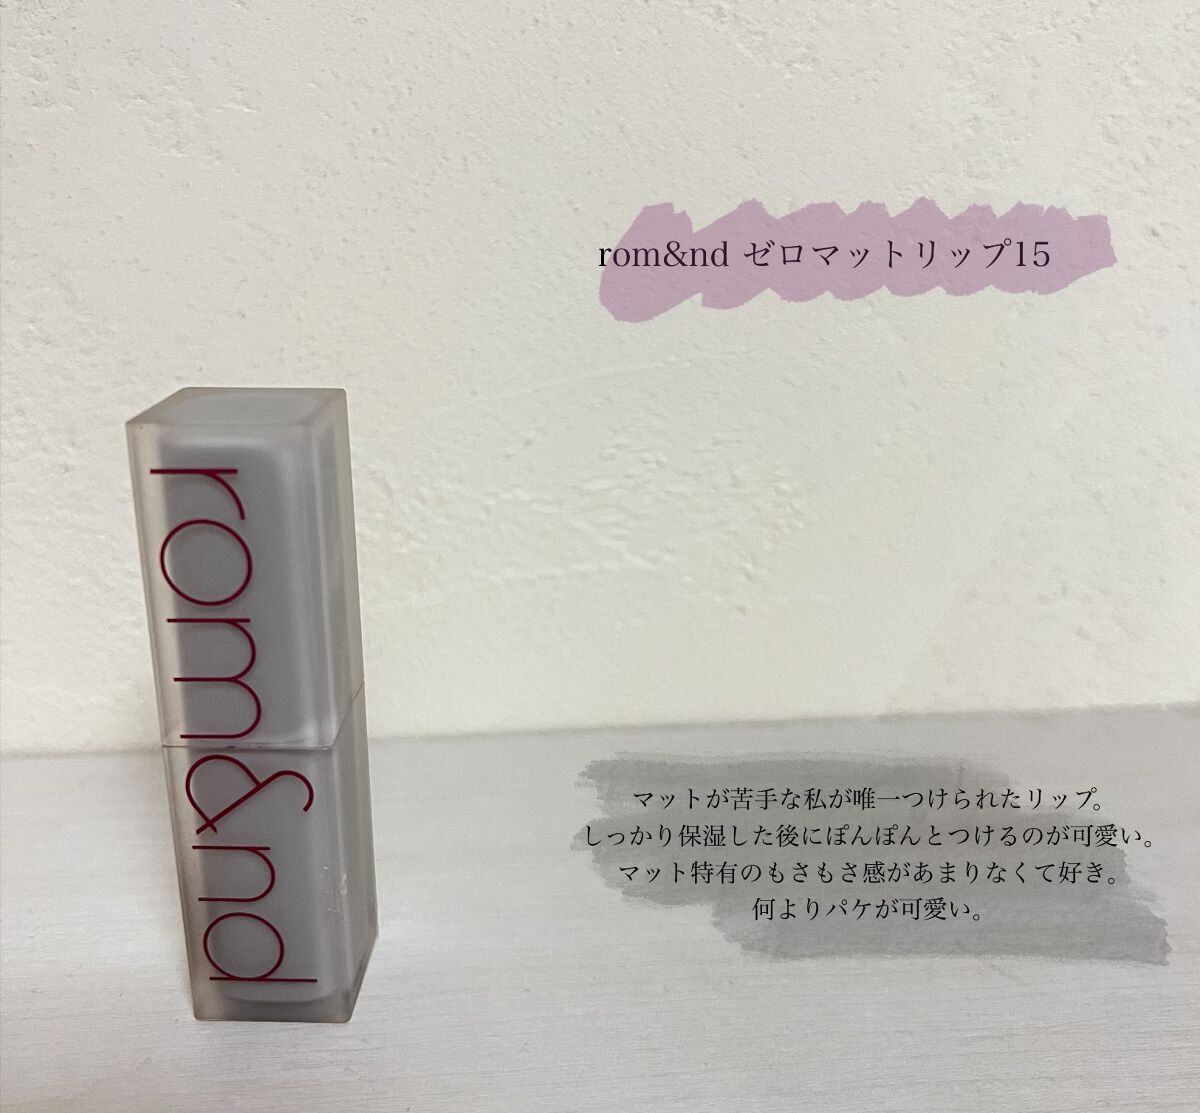 rom&nd ゼロマットリップ15
rom&nd
マットが苦手な私が唯一つけられたリップ。
しっかり保湿した後にぽんぽんとつけるのが可愛い。
マット特有のもさもさ感があまりなくて好き。
何よりパケが可愛い。